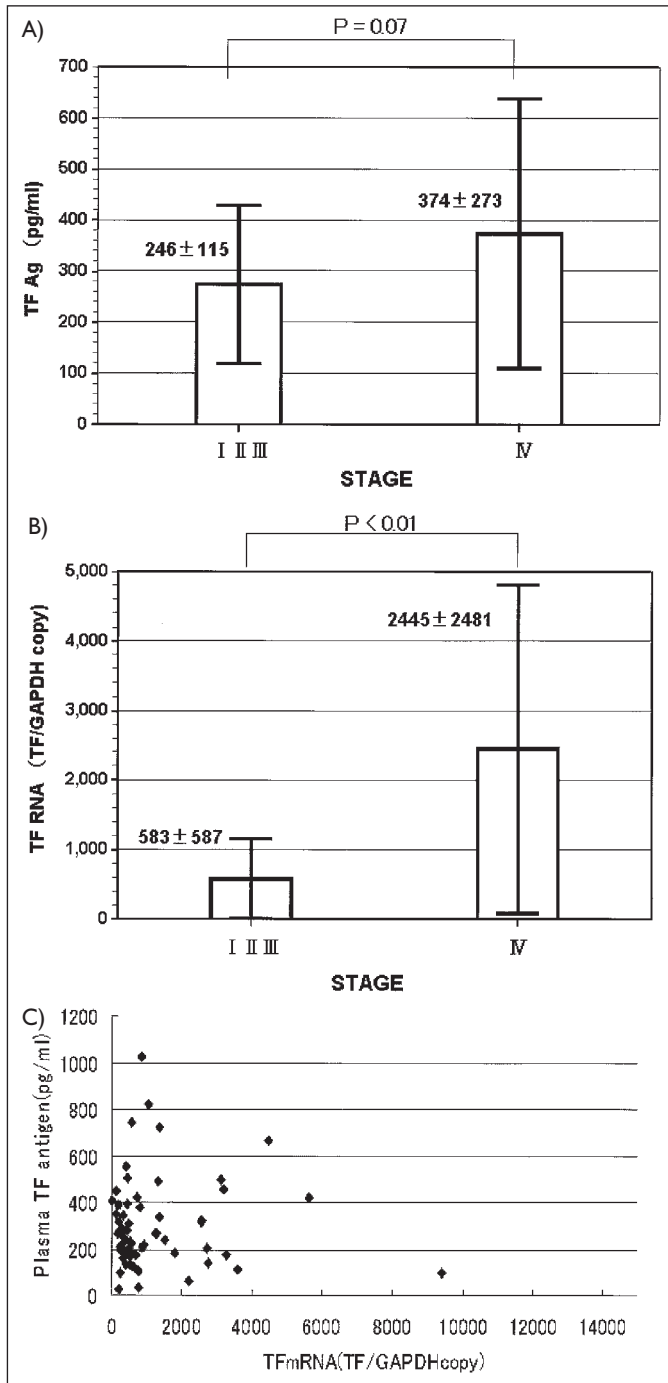 A)
P = 0.07
700
600
500
400
300
200
100
0
TF Ag (pg/ml)
246 ± 115
374 ± 273
Ⅰ Ⅱ Ⅲ
Ⅳ
STAGE
B)
P < 0.01
5,000
4,000
3,000
2,000
1,000
0
TF RNA (TF/GAPDH copy)
583 ± 587
2445 ± 2481
Ⅰ Ⅱ Ⅲ
Ⅳ
STAGE
C)
1200
1000
800
600
400
200
0
Plasma TF antigen(pg/ml)
0 2000 4000 6000 8000 10000 12000 14000
TFmRNA(TF/GAPDHcopy)